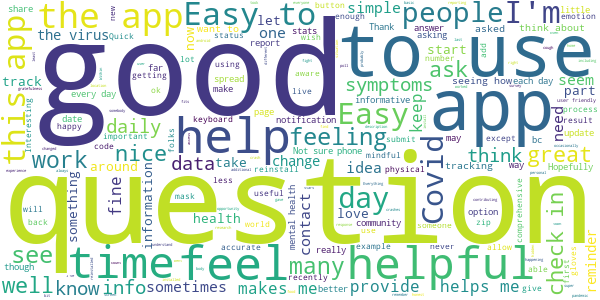 share
the app
new
Easy to
let
one
simple
people
I'm
button
enough
little
emotion
the virus
Quick
now
want to
status
report
stats
wish
Thank
answer
asking
think about
asked
this app
good
to use
app
track
far
getting
lot
using
spread
make
ok
aware
live
symptoms
ask
start
number
add
seeing how
each day
seem
part
process
result
user friendly
interesting
every day
date
happy
daily
help
Easy
keyboard
notification
informative
keep
submit
page
feeling
Covid
need
update
important
work
code
nice
folks
data
take
change
Not sure
phone
mindful
idea
physical
may
except
bc
think
great
Hopefully
around
fine
information
additional
reinstall
less
useful
contact
tracking
way
question
something
will
back
mask
health
love
community
mental health
example
really
never
option
zip
comprehensive
check in
reminder
see
though
time
feel
accurate
world
many
recently
better
helpful
use
allow
able
give
first
gloves
well
know
info
sometimes
makes me
provide
helps me